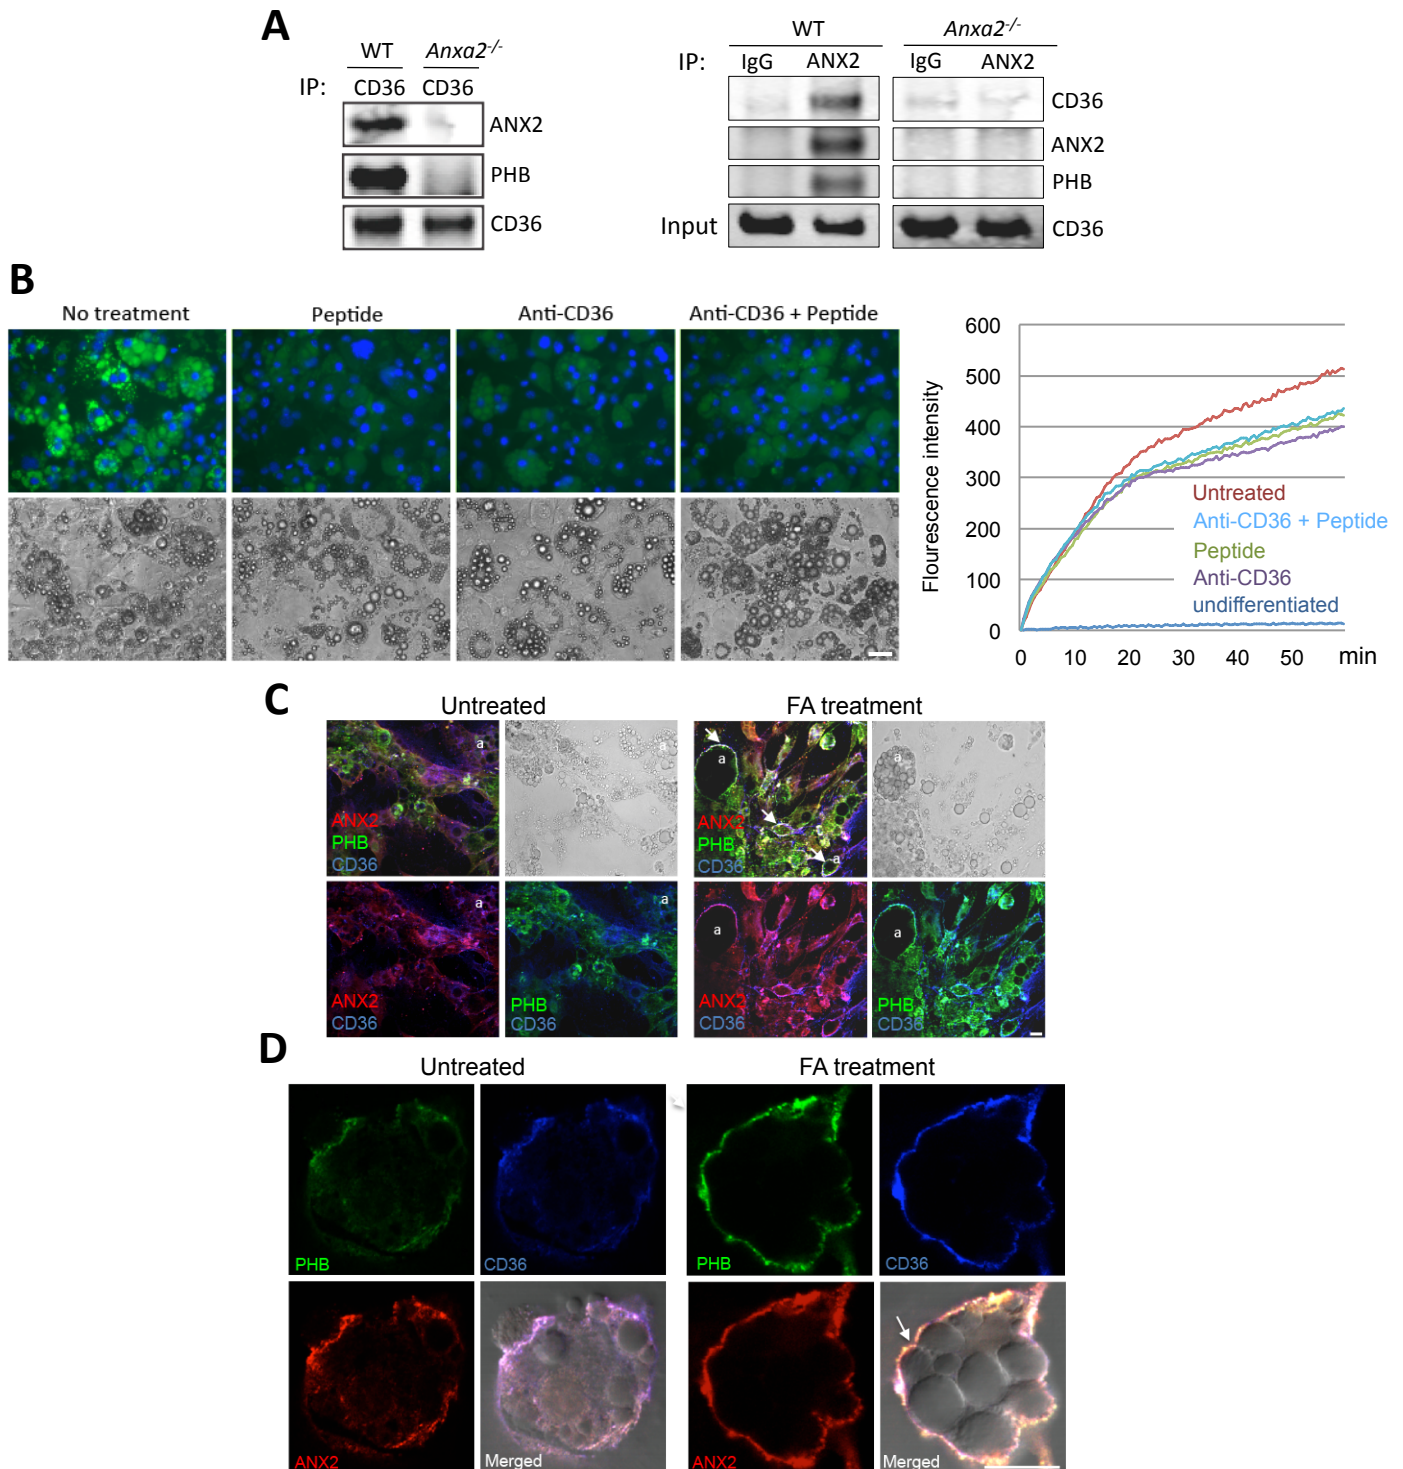 A
WT Anxa2-/-
IP: CD36 CD36
ANX2
PHB
CD36
WT Anxa2-/-
IP: IgG ANX2 IgG ANX2
CD36
ANX2
PHB
Input CD36
B
No treatment Peptide Anti-CD36 Anti-CD36 + Peptide
Flourescence intensity
600
500
400
300
200
100
0
0 10 20 30 40 50 min
Untreated
Anti-CD36 + Peptide
Peptide
Anti-CD36
undifferentiated
C
Untreated FA treatment
a a a a a
ANX2
PHB
CD36
ANX2
PHB
CD36
a a a a
ANX2
CD36
PHB
CD36
ANX2
CD36
PHB
CD36
D
Untreated FA treatment
PHB CD36 PHB CD36
ANX2 Merged ANX2 Merged